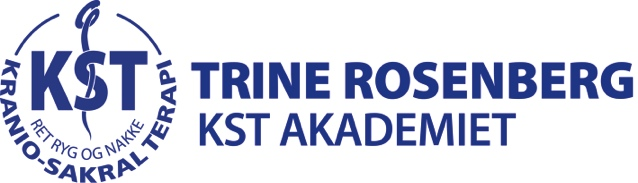 KST
RET RYG OG NAKKE
KRANIO-SAKRAL TERAPI
TRINE ROSENBERG
KST AKADEMIET